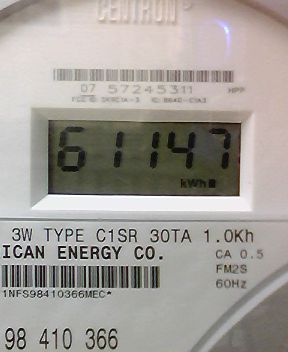 CENTRON
07 57245311 HPP
61147
kWh
3W TYPE C1SR 30TA 1.0Kh
ICAN ENERGY CO. CA 0.5
FM2S
60Hz
1NFS98410366MEC*
98 410 366